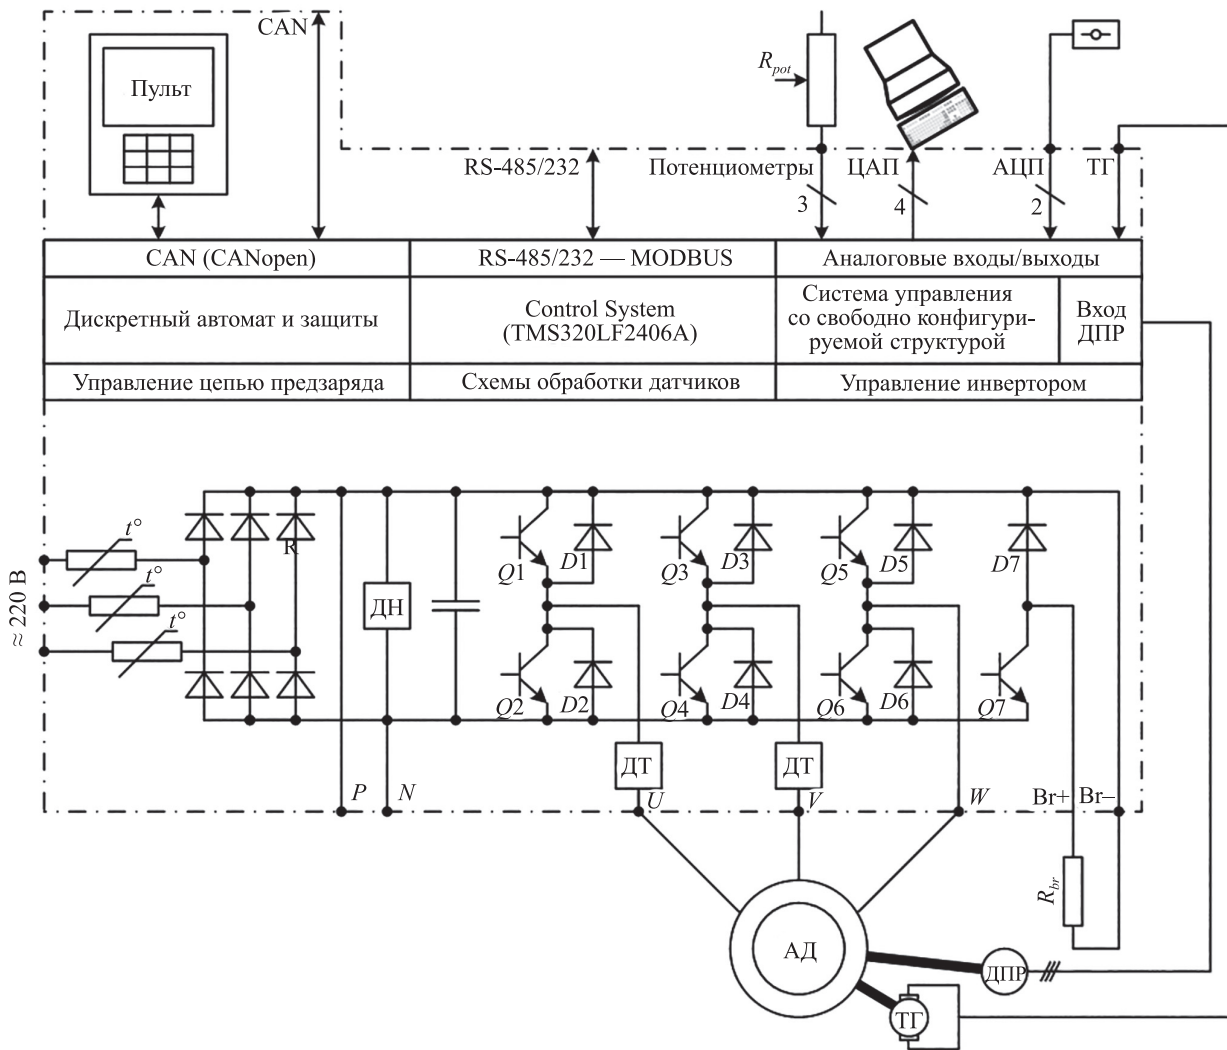 CAN
Пульт
R_pot
RS-485/232
Потенциометры
ЦАП
АЦП
ТГ
3
4
2
CAN (CANopen)
RS-485/232 — MODBUS
Аналоговые входы/выходы
Дискретный автомат и защиты
Control System
(TMS320LF2406A)
Система управления
со свободно конфигури-
руемой структурой
Вход
ДПР
Управление цепью предзаряда
Схемы обработки датчиков
Управление инвертором
≈ 220 В
t°
t°
t°
R
ДН
Q1
D1
Q3
D3
Q5
D5
D7
Q2
D2
Q4
D4
Q6
D6
Q7
ДТ
ДТ
P
N
U
V
W
Br+
Br–
R_br
АД
ДПР
ТГ